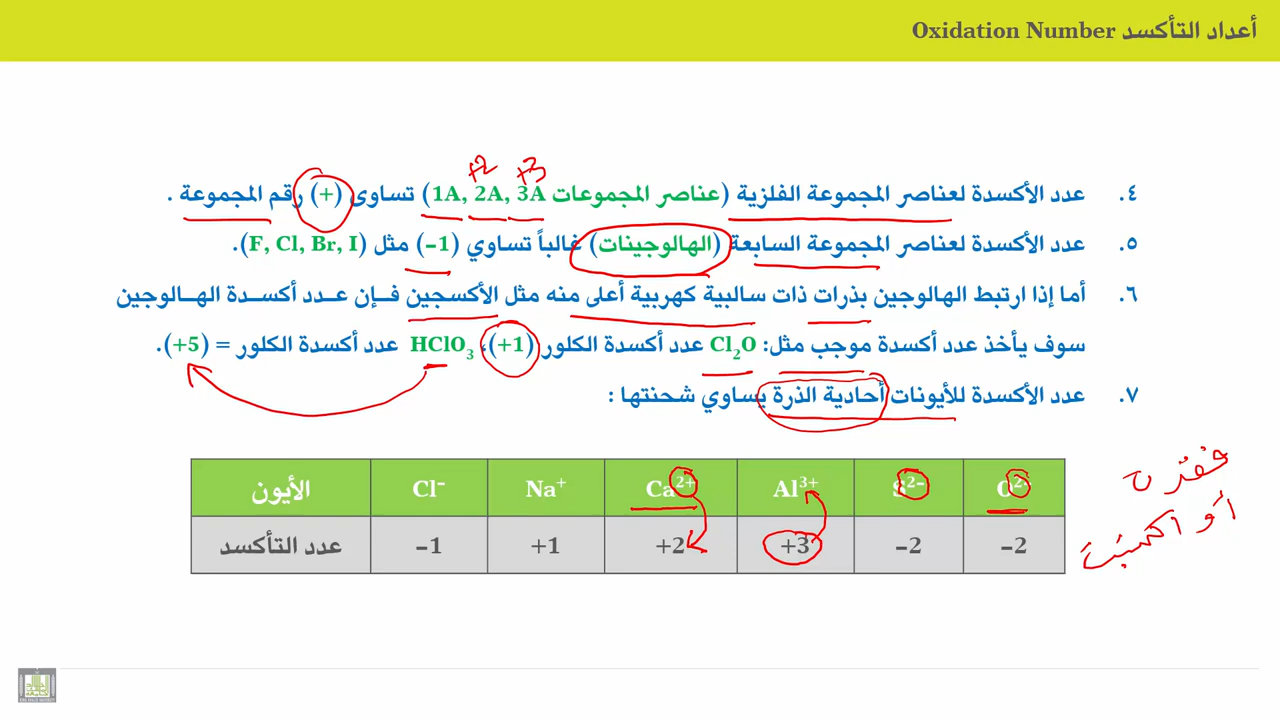 أعداد التأكسد Oxidation Number
+2 +3
٤. عدد الأكسدة لعناصر المجموعة الفلزية (عناصر المجموعات 1A, 2A, 3A) تساوى (+) رقم المجموعة .
٥. عدد الأكسدة لعناصر المجموعة السابعة (الهالوجينات) غالباً تساوي (–1) مثل (F, Cl, Br, I).
٦. أما إذا ارتبط الهالوجين بذرات ذات سالبية كهربية أعلى منه مثل الأكسجين فإن عدد أكسدة الهالوجين
سوف يأخذ عدد أكسدة موجب مثل: Cl₂O عدد أكسدة الكلور (+1)، HClO₃ عدد أكسدة الكلور = (+5).
٧. عدد الأكسدة للأيونات أحادية الذرة يساوي شحنتها :
الأيون Cl⁻ Na⁺ Ca²⁺ Al³⁺ S²⁻ O²⁻
عدد التأكسد –1 +1 +2 +3 –2 –2
فقدت
أو اكتسبت